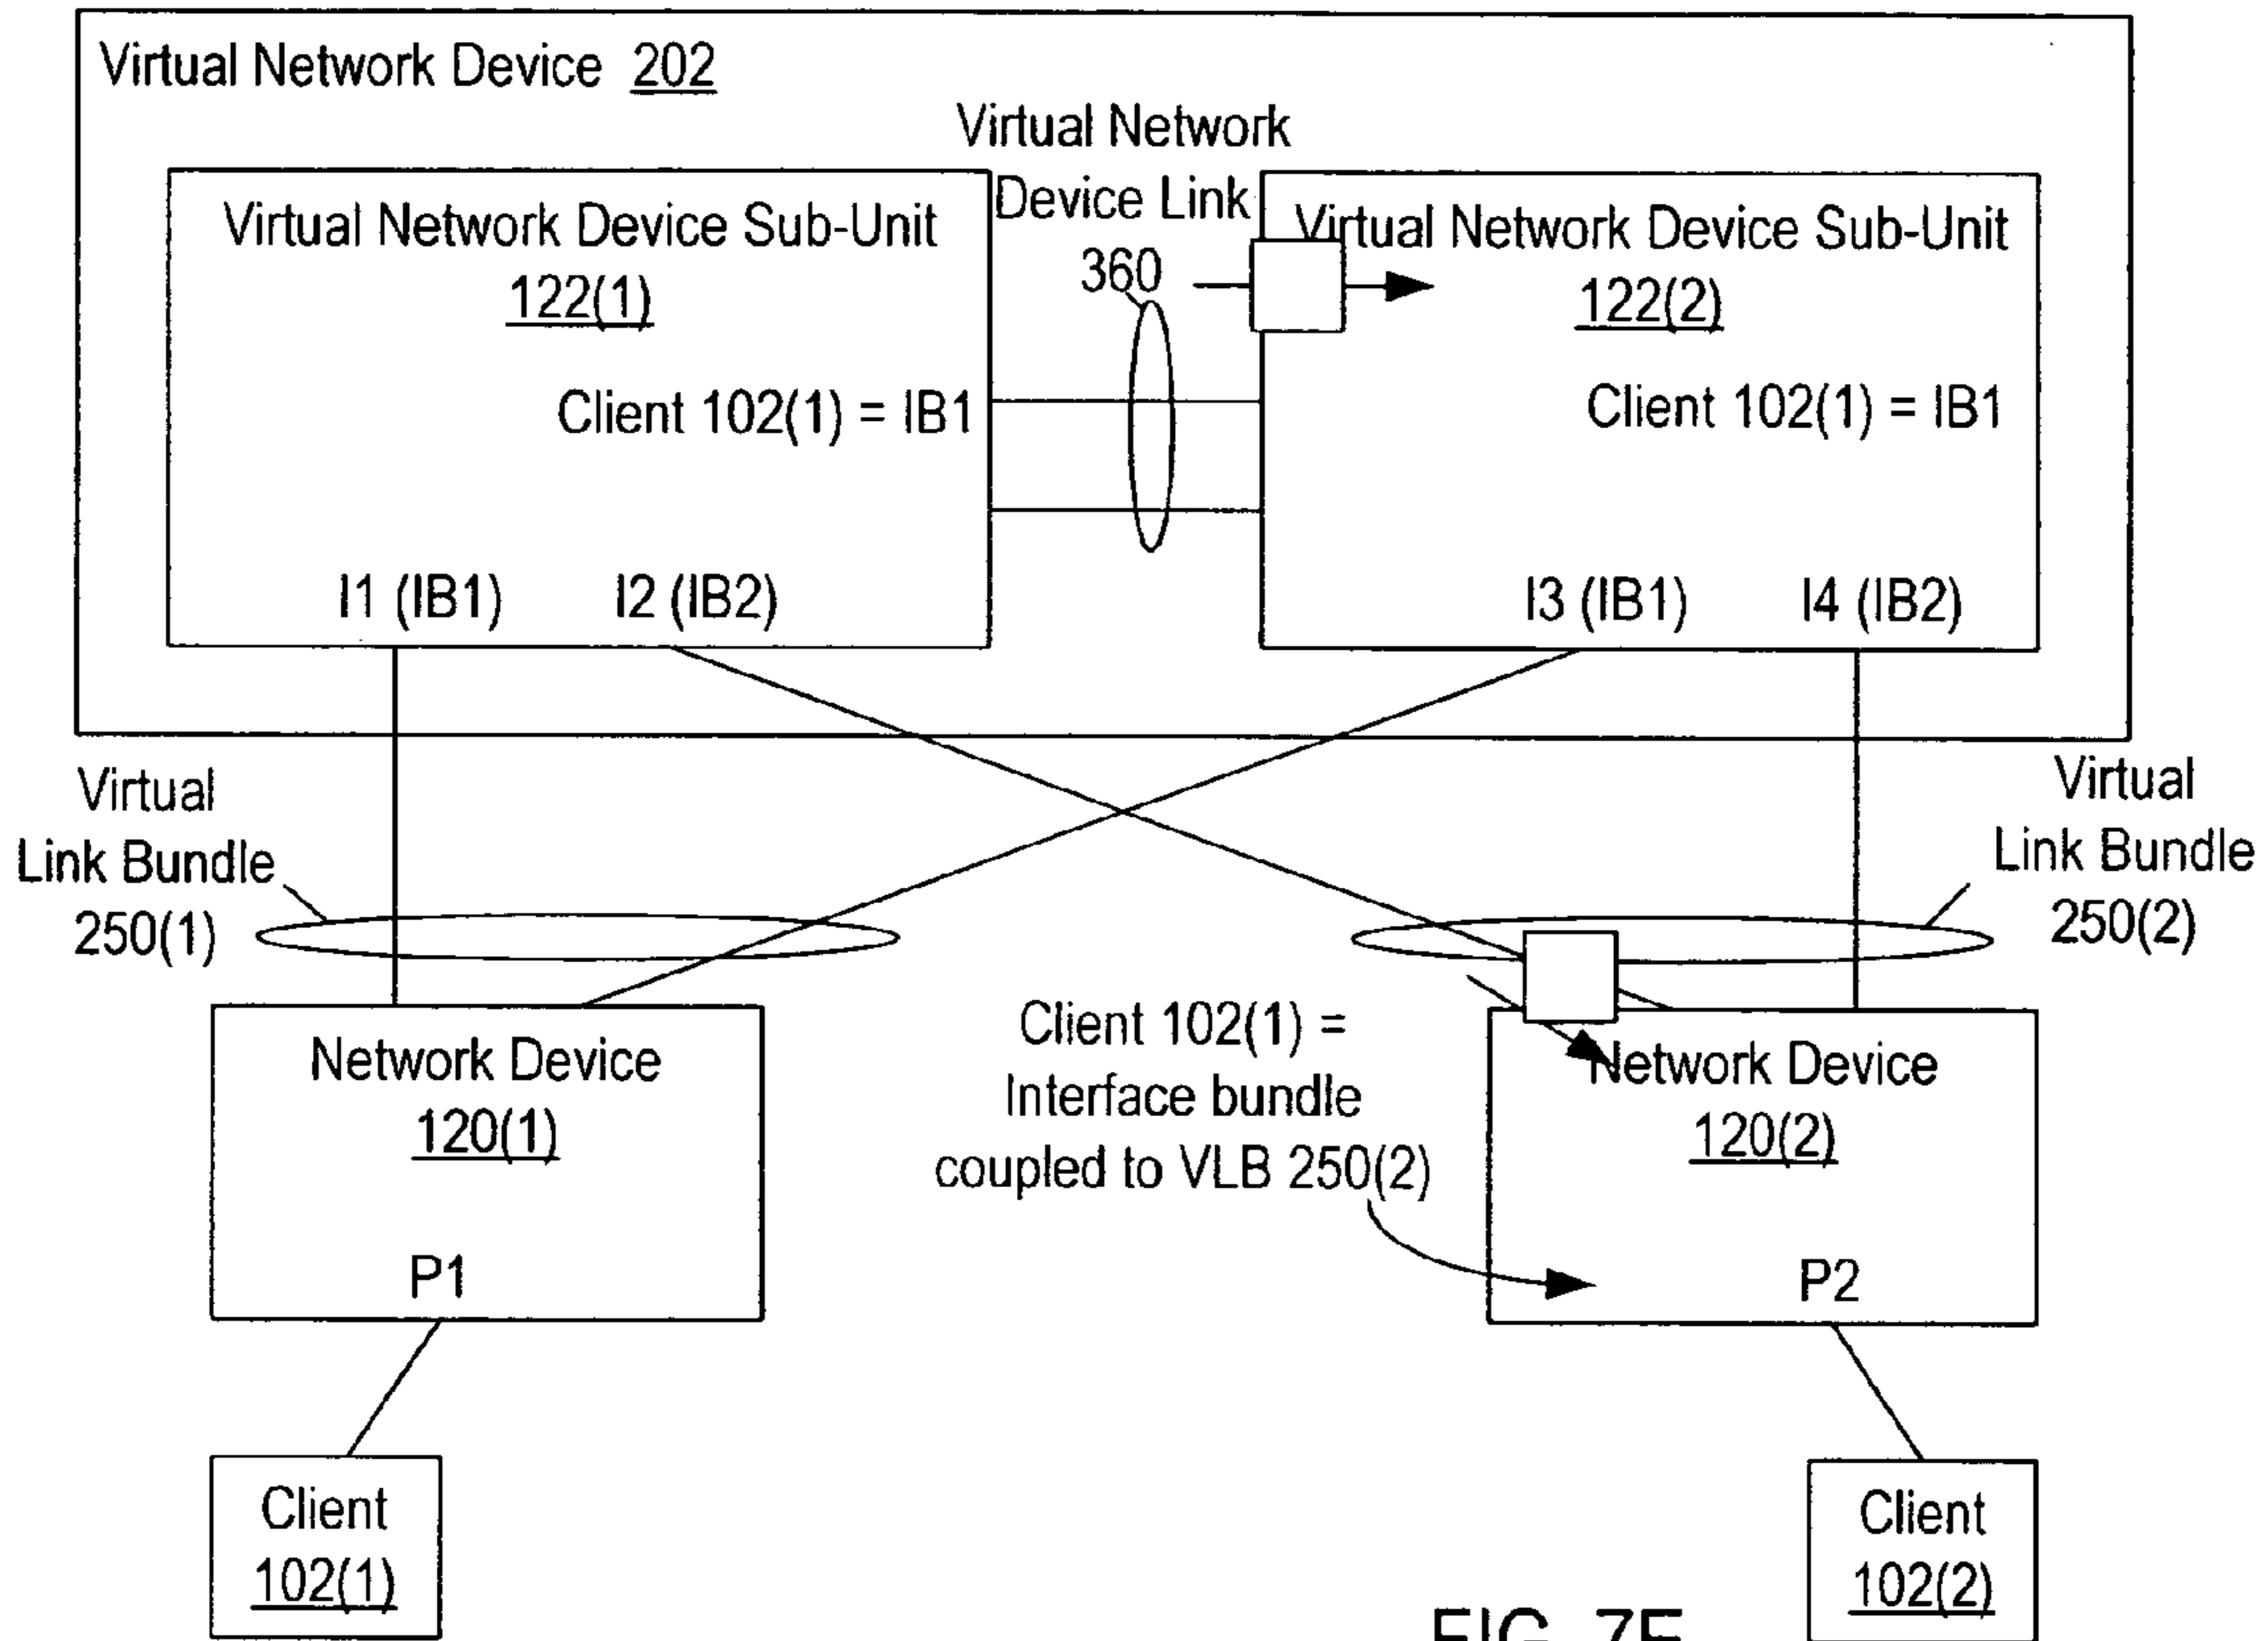 Virtual Network Device 202
Virtual Network
Device Link
360
Virtual Network Device Sub-Unit
122(1)
Client 102(1) = IB1
I1 (IB1) I2 (IB2)
Virtual Network Device Sub-Unit
122(2)
Client 102(1) = IB1
I3 (IB1) I4 (IB2)
Virtual
Link Bundle
250(1)
Virtual
Link Bundle
250(2)
Network Device
120(1)
P1
Client 102(1) =
Interface bundle
coupled to VLB 250(2)
Network Device
120(2)
P2
Client
102(1)
Client
102(2)